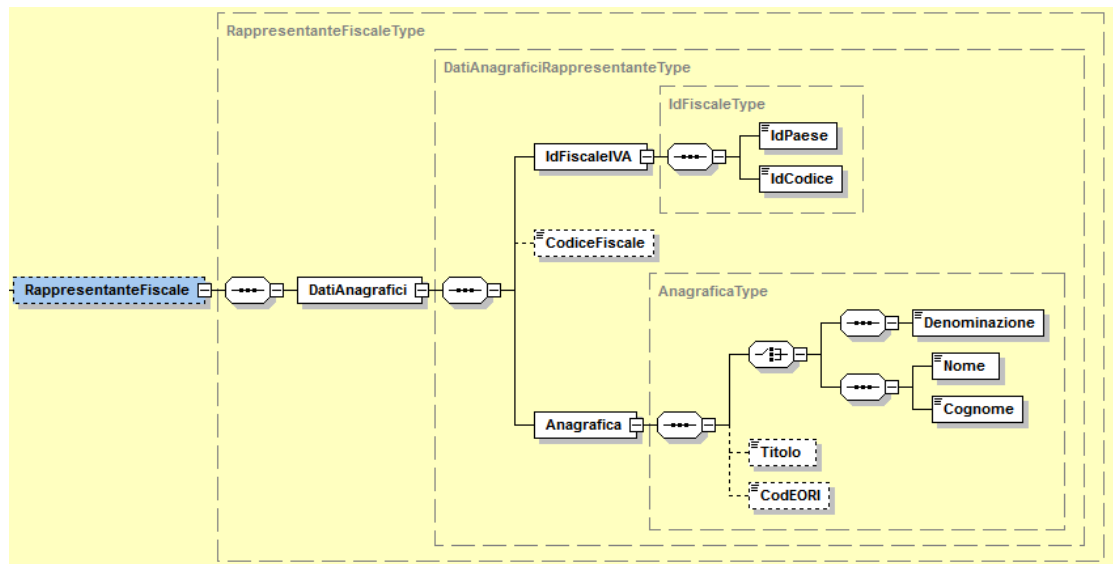 RappresentanteFiscaleType
DatiAnagraficiRappresentanteType
IdFiscaleType
IdPaese
IdFiscaleIVA
IdCodice
CodiceFiscale
RappresentanteFiscale
DatiAnagrafici
AnagraficaType
Denominazione
Nome
Cognome
Anagrafica
Titolo
CodEORI